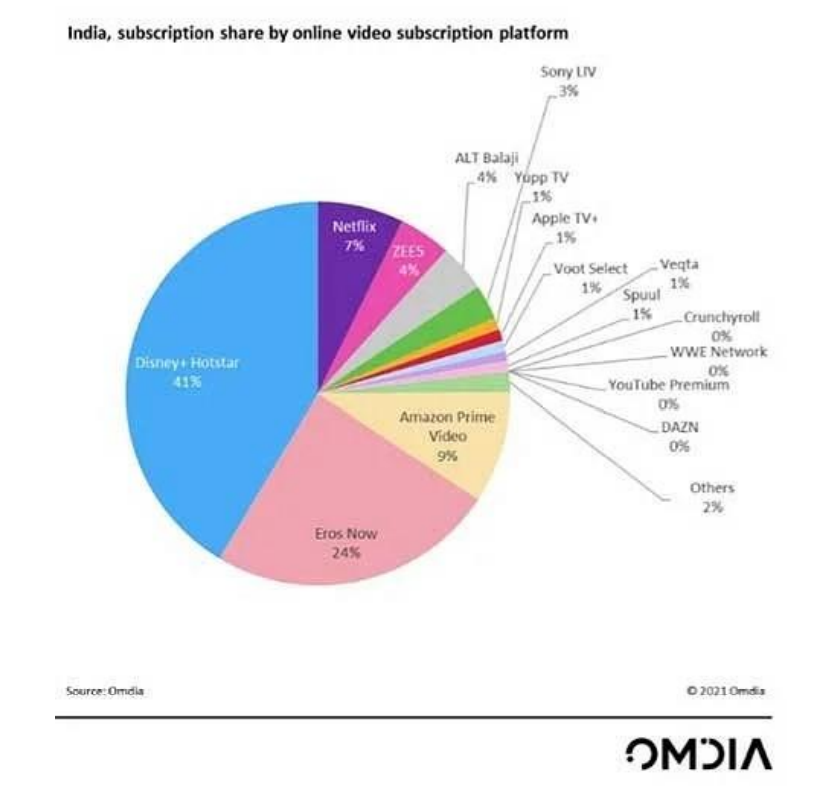 India, subscription share by online video subscription platform
Sony LIV
3%
ALT Balaji
4%
Yupp TV
1%
Apple TV+
1%
Voot Select
1%
Veqta
1%
Spuul
1%
Crunchyroll
0%
WWE Network
0%
YouTube Premium
0%
DAZN
0%
Others
2%
Netflix
7%
ZEE5
4%
Disney+ Hotstar
41%
Amazon Prime
Video
9%
Eros Now
24%
Source: Omdia
© 2021 Omdia
OMDIA